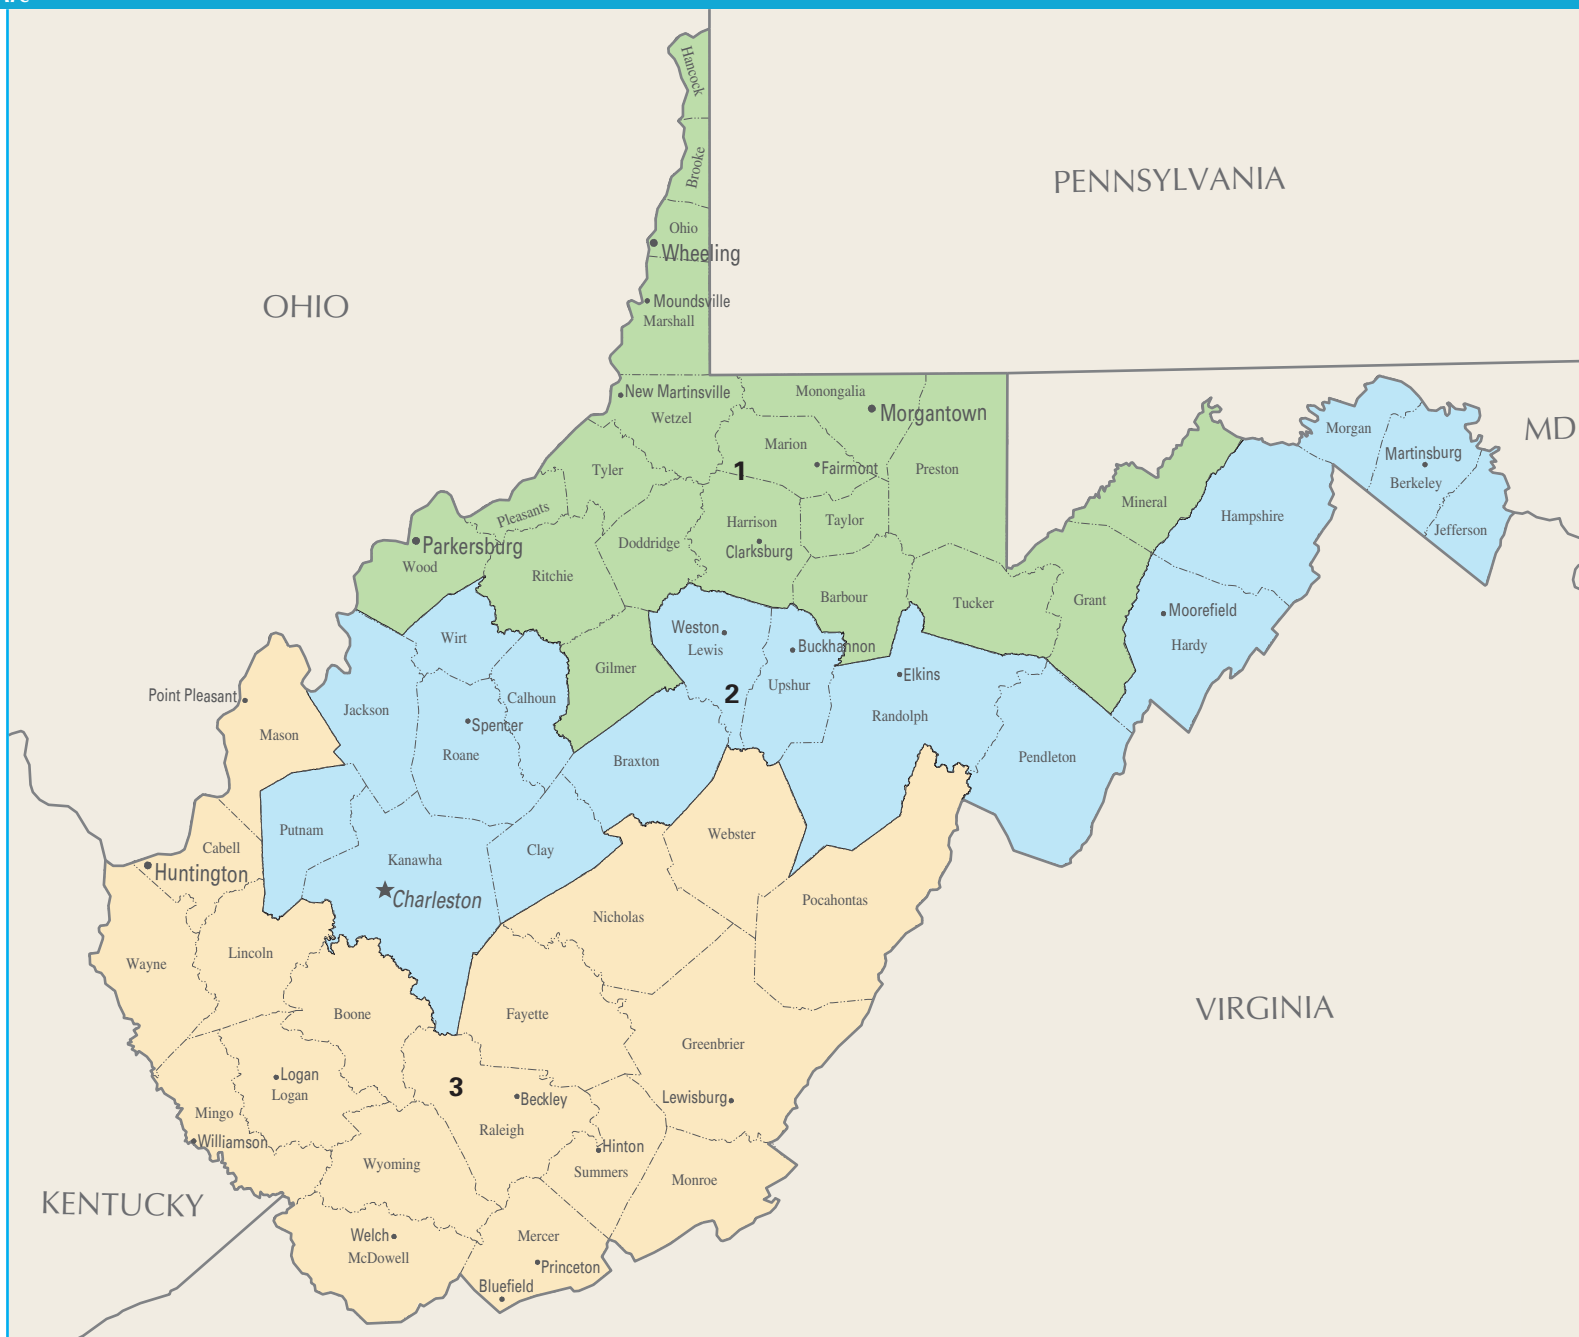 Hancock
Brooke
PENNSYLVANIA
Ohio
Wheeling
OHIO
Moundsville
Marshall
New Martinsville
Wetzel
Monongalia
Morgantown
Morgan
MD
Marion
1
Fairmont
Martinsburg
Berkeley
Tyler
Preston
Mineral
Hampshire
Jefferson
Pleasants
Harrison
Taylor
Clarksburg
Parkersburg
Wood
Doddridge
Ritchie
Barbour
Tucker
Grant
Moorefield
Hardy
Wirt
Weston
Lewis
Buckhannon
Gilmer
Elkins
Upshur
2
Point Pleasant
Calhoun
Jackson
Spencer
Randolph
Mason
Roane
Braxton
Pendleton
Putnam
Webster
Cabell
Clay
Kanawha
Huntington
Charleston
Pocahontas
Nicholas
Lincoln
Wayne
VIRGINIA
Boone
Fayette
Greenbrier
Logan
Logan
3
Beckley
Lewisburg
Mingo
Raleigh
Williamson
Hinton
Summers
Wyoming
Monroe
KENTUCKY
Welch
McDowell
Mercer
Princeton
Bluefield